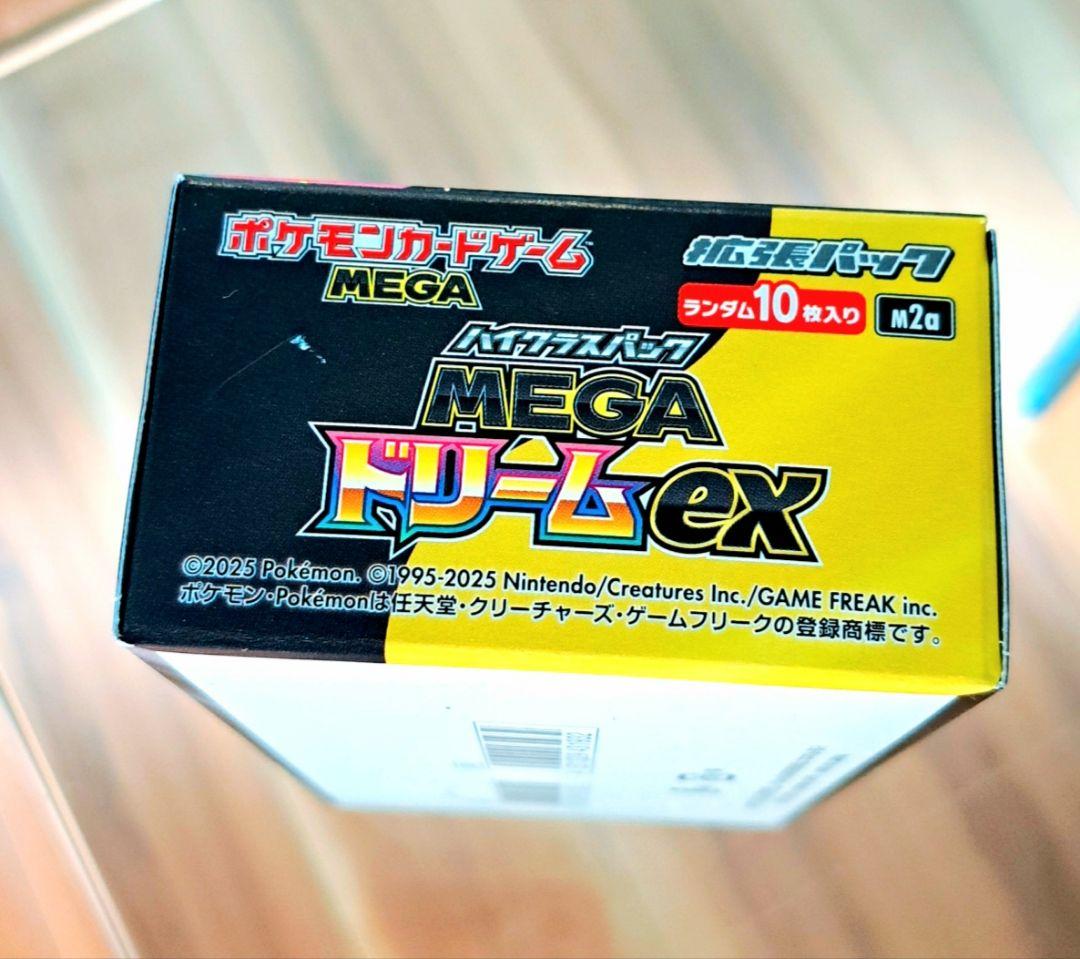 ポケモンカードゲーム
MEGA
拡張パック
ランダム10枚入り
M2a
ハイクラスパック
MEGA
ドリームex
©2025 Pokémon. ©1995-2025 Nintendo/Creatures Inc./GAME FREAK inc.
ポケモン・Pokémonは任天堂・クリーチャーズ・ゲームフリークの登録商標です。